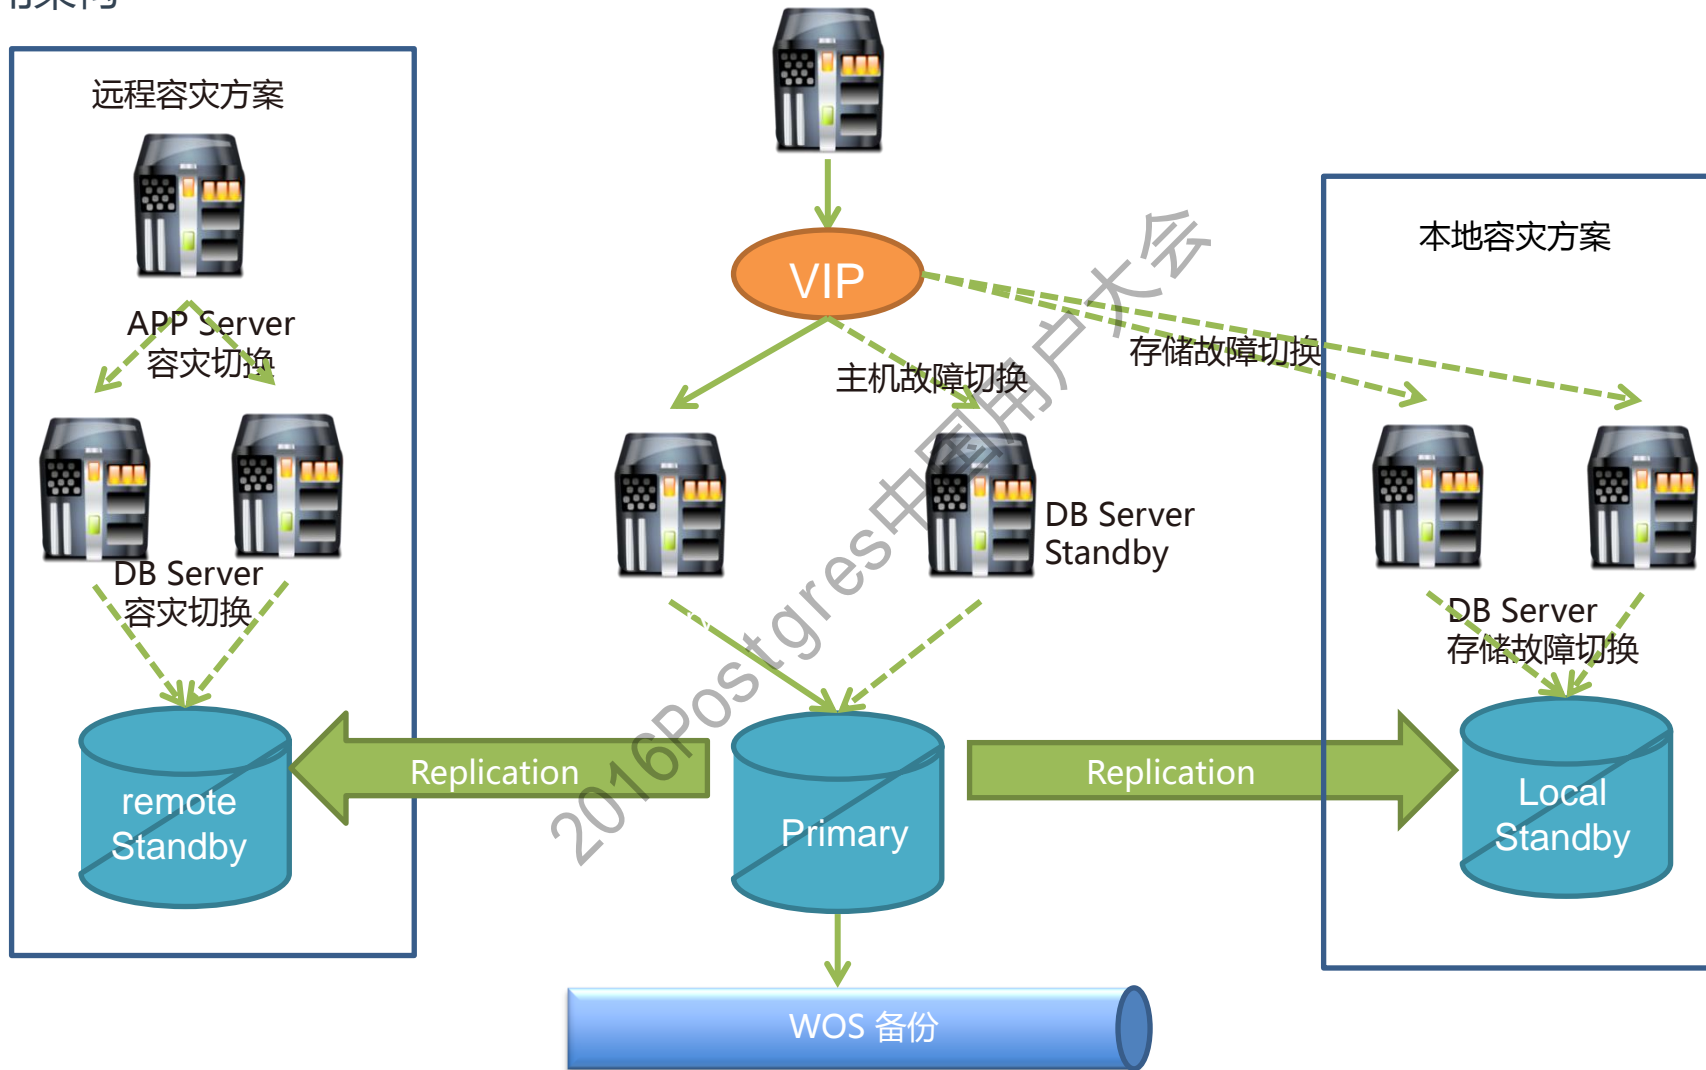 用架构
远程容灾方案
APP Server
容灾切换
DB Server
容灾切换
remote
Standby
Replication
VIP
主机故障切换
存储故障切换
DB Server
Standby
Primary
Replication
WOS 备份
本地容灾方案
DB Server
存储故障切换
Local
Standby
2016Postgres中国用户大会